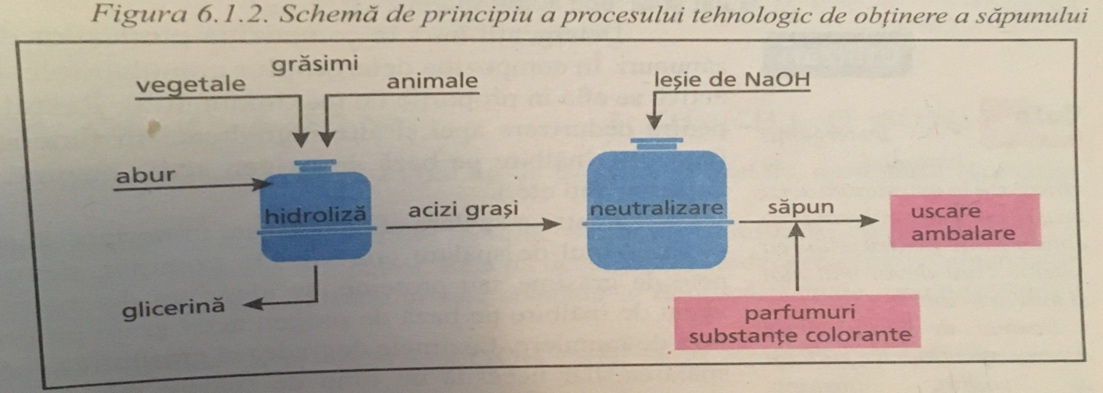 Figura 6.1.2. Schemă de principiu a procesului tehnologic de obținere a săpunului
grăsimi
vegetale
animale
leșie de NaOH
abur
hidroliză
acizi grași
neutralizare
săpun
uscare
ambalare
glicerină
parfumuri
substanțe colorante